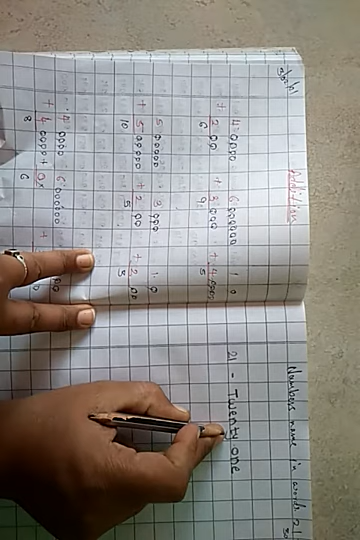 Addition
4 oooo 6 oooooo 1 o
+ 2 oo + 3 ooo + 4 oooo
6 9 5
5 ooooo 3 ooo 1 o
+ 5 ooooo + 2 oo + 2 oo
10 5 3
4 oooo 6 oooooo
+ 4 oooo + 0x +
8 6
Numbers name in words 21
21 - Twenty one